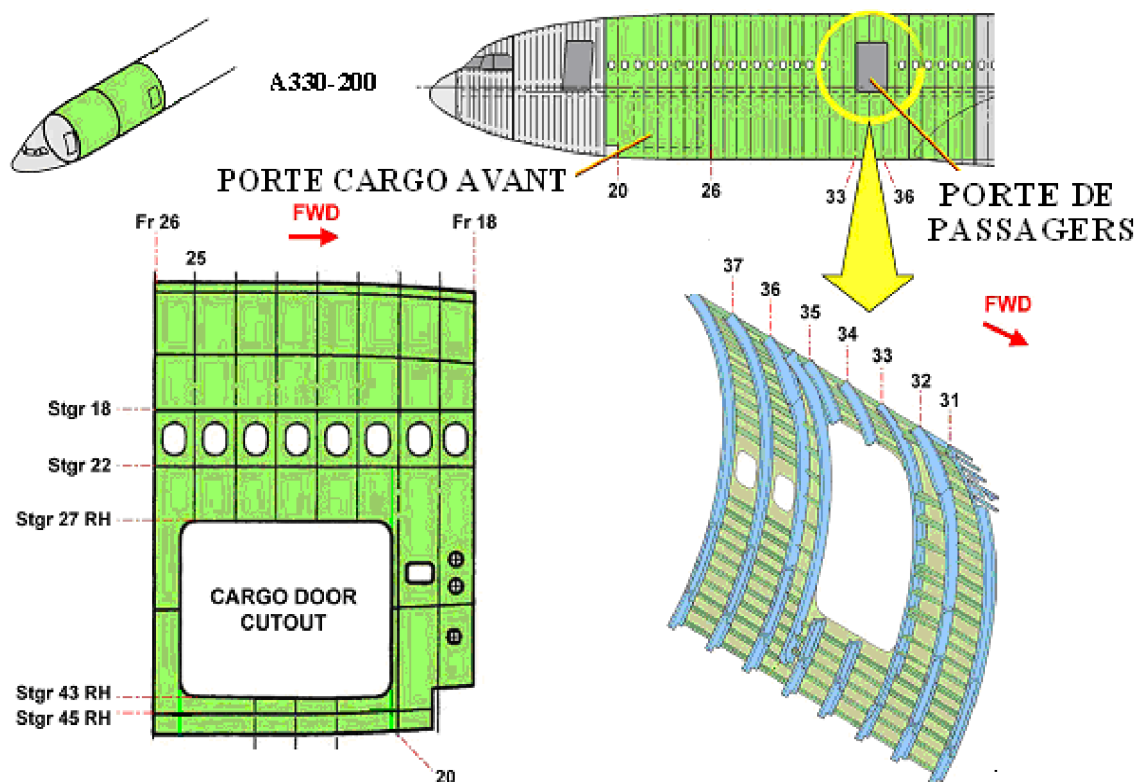 A330-200
PORTE CARGO AVANT
20
26
33
36
PORTE DE
PASSAGERS
Fr 26
FWD
Fr 18
25
Stgr 18
Stgr 22
Stgr 27 RH
CARGO DOOR
CUTOUT
Stgr 43 RH
Stgr 45 RH
20
FWD
37
36
35
34
33
32
31